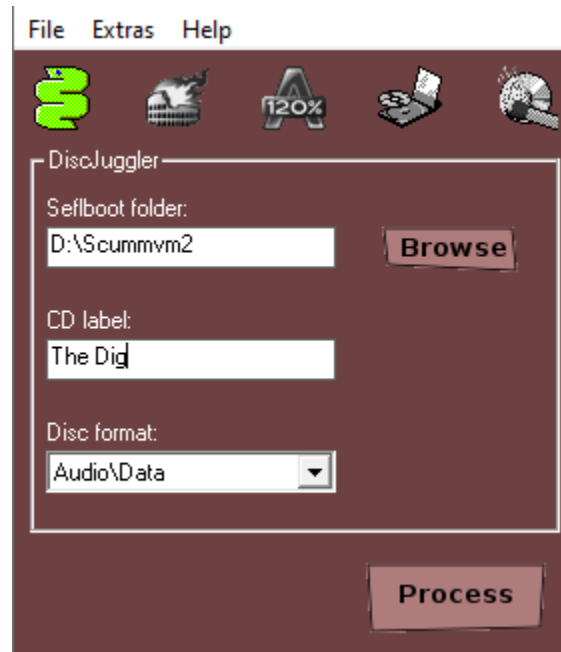 File Extras Help
120%
DiscJuggler
Seflboot folder:
D:\Scummvm2
Browse
CD label:
The Dig
Disc format:
Audio\Data
Process